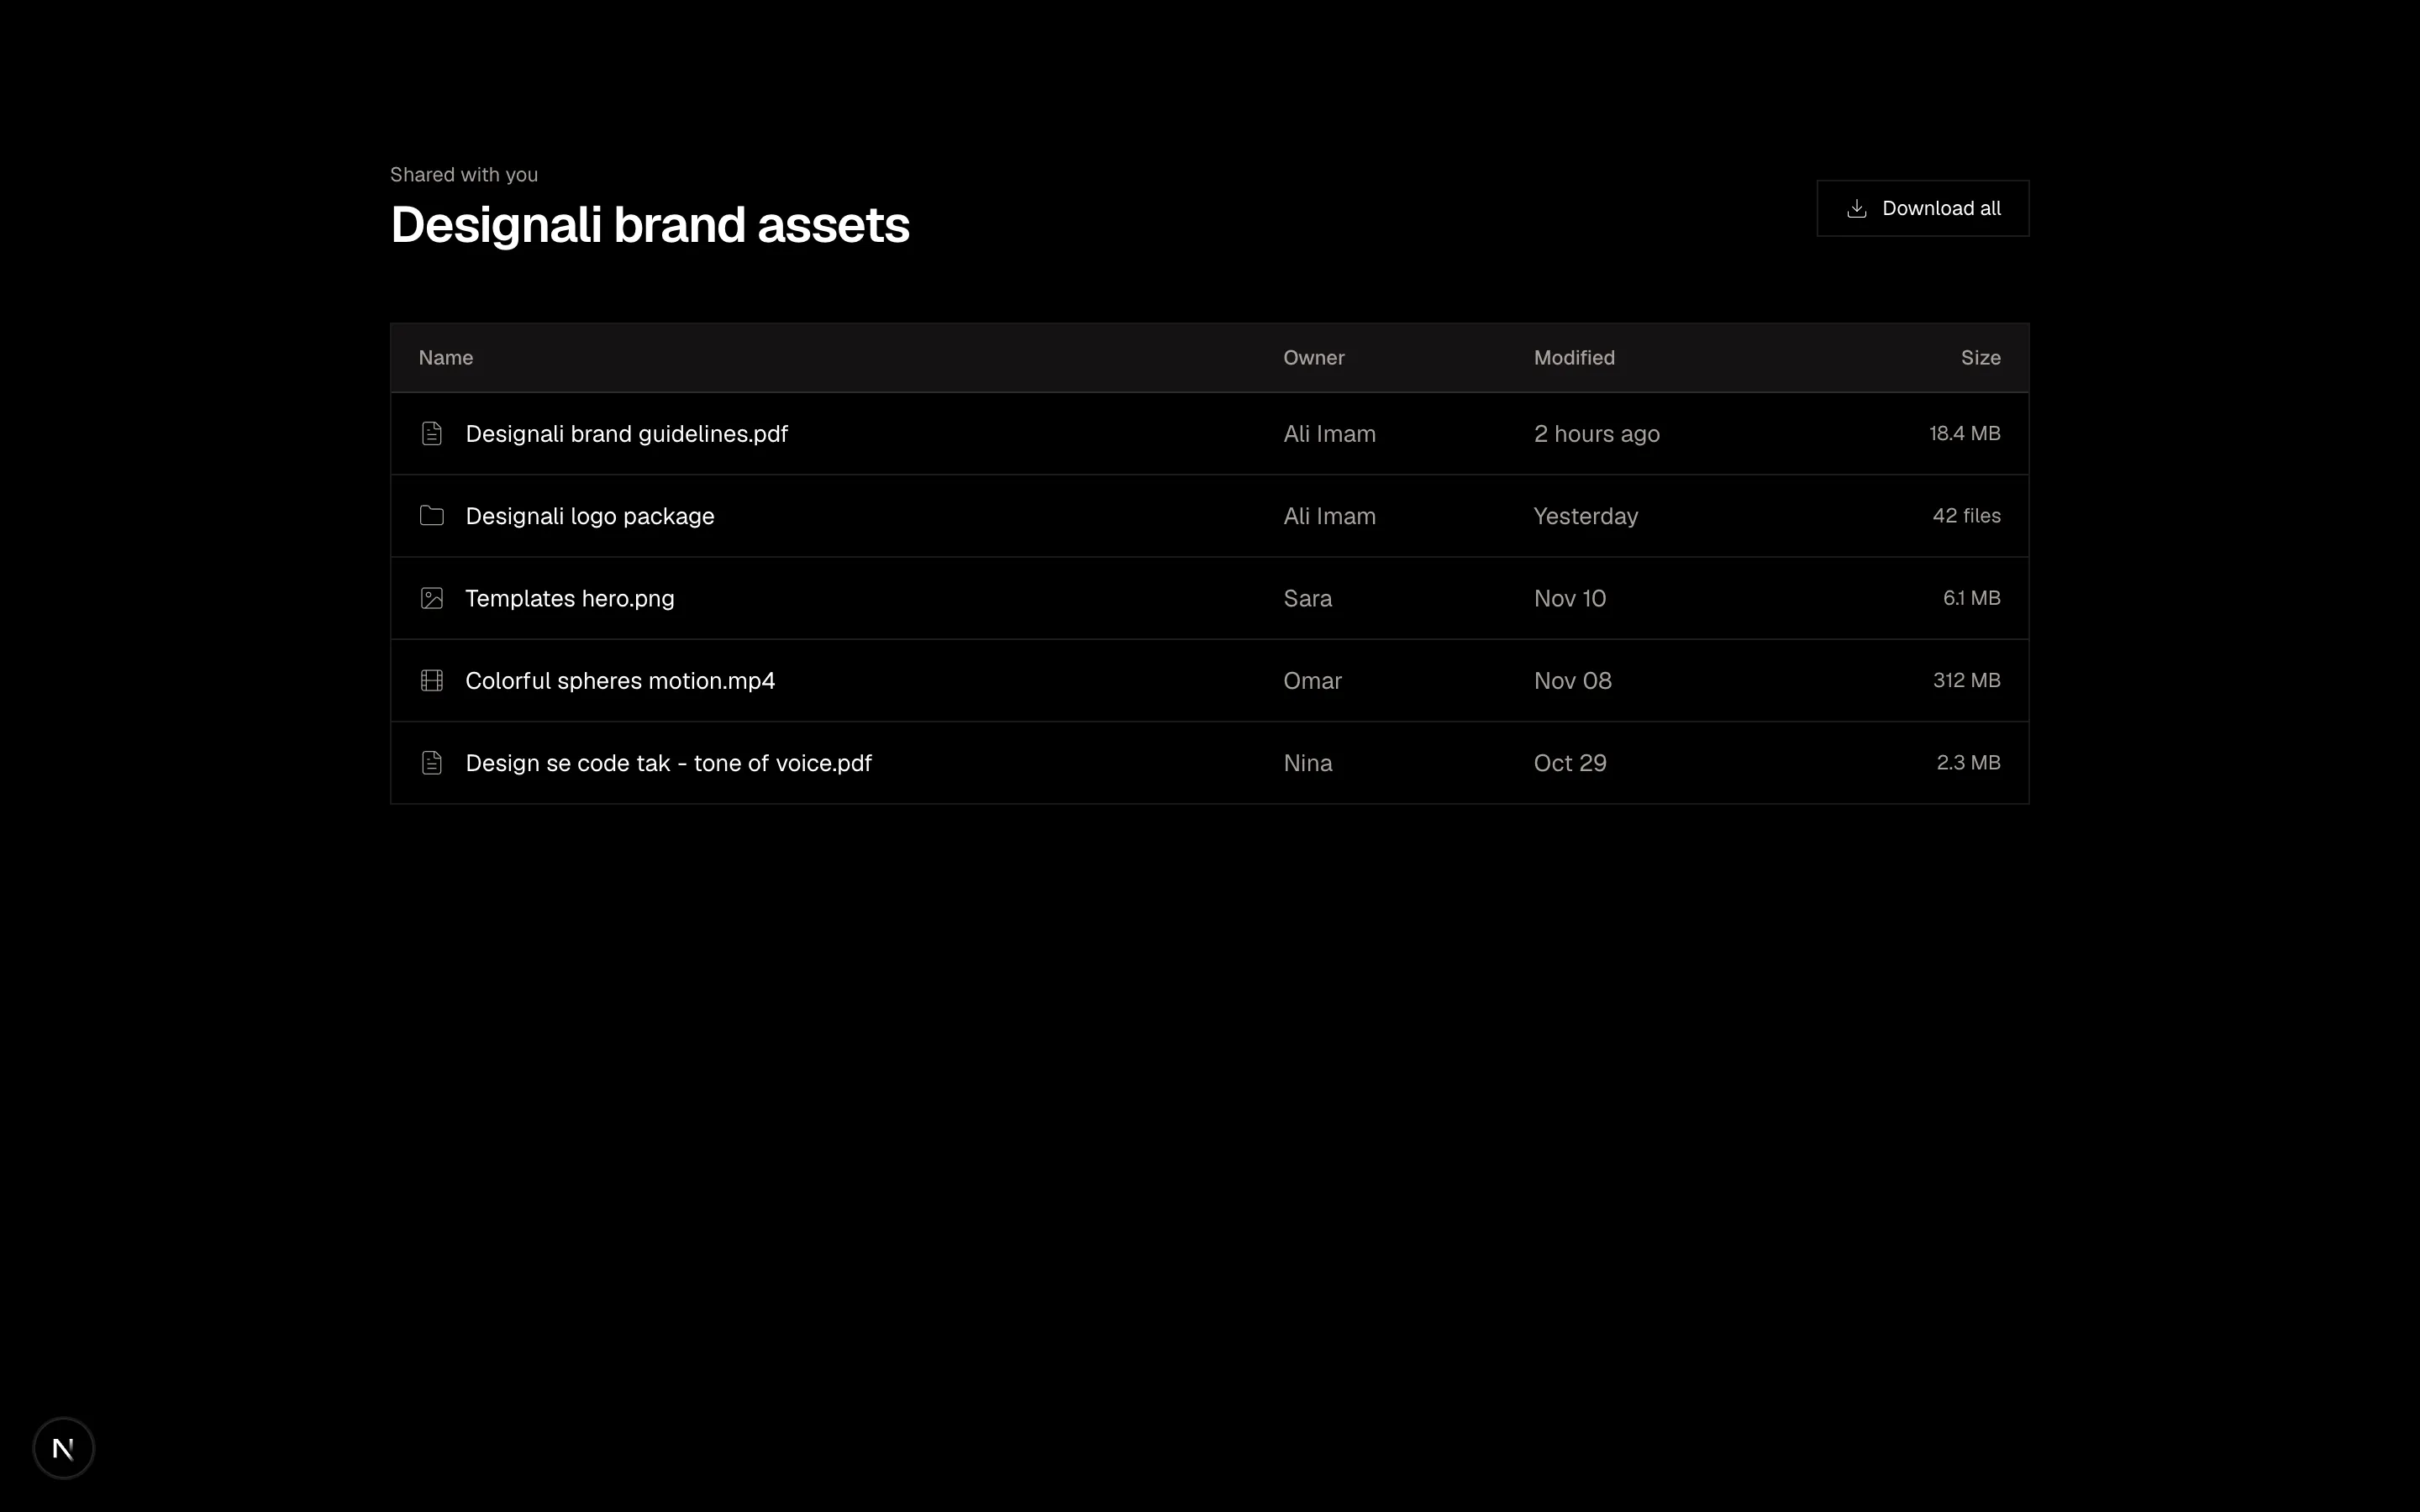 Shared with you
Designali brand assets
Download all
Name Owner Modified Size
Designali brand guidelines.pdf Ali Imam 2 hours ago 18.4 MB
Designali logo package Ali Imam Yesterday 42 files
Templates hero.png Sara Nov 10 6.1 MB
Colorful spheres motion.mp4 Omar Nov 08 312 MB
Design se code tak - tone of voice.pdf Nina Oct 29 2.3 MB
N